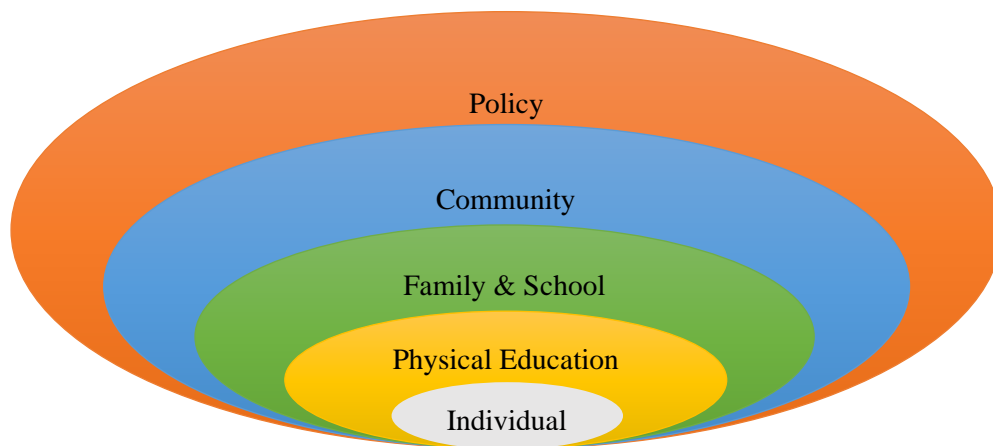 Policy
Community
Family & School
Physical Education
Individual